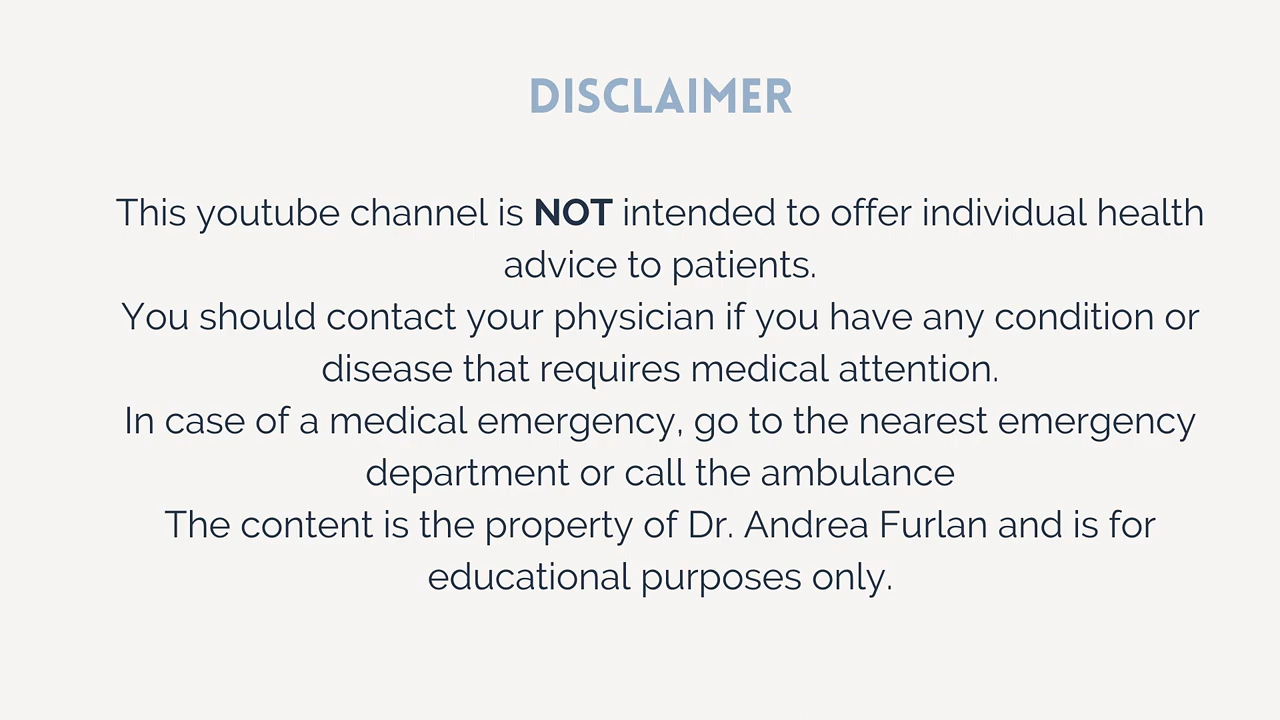 DISCLAIMER
This youtube channel is NOT intended to offer individual health
advice to patients.
You should contact your physician if you have any condition or
disease that requires medical attention.
In case of a medical emergency, go to the nearest emergency
department or call the ambulance
The content is the property of Dr. Andrea Furlan and is for
educational purposes only.